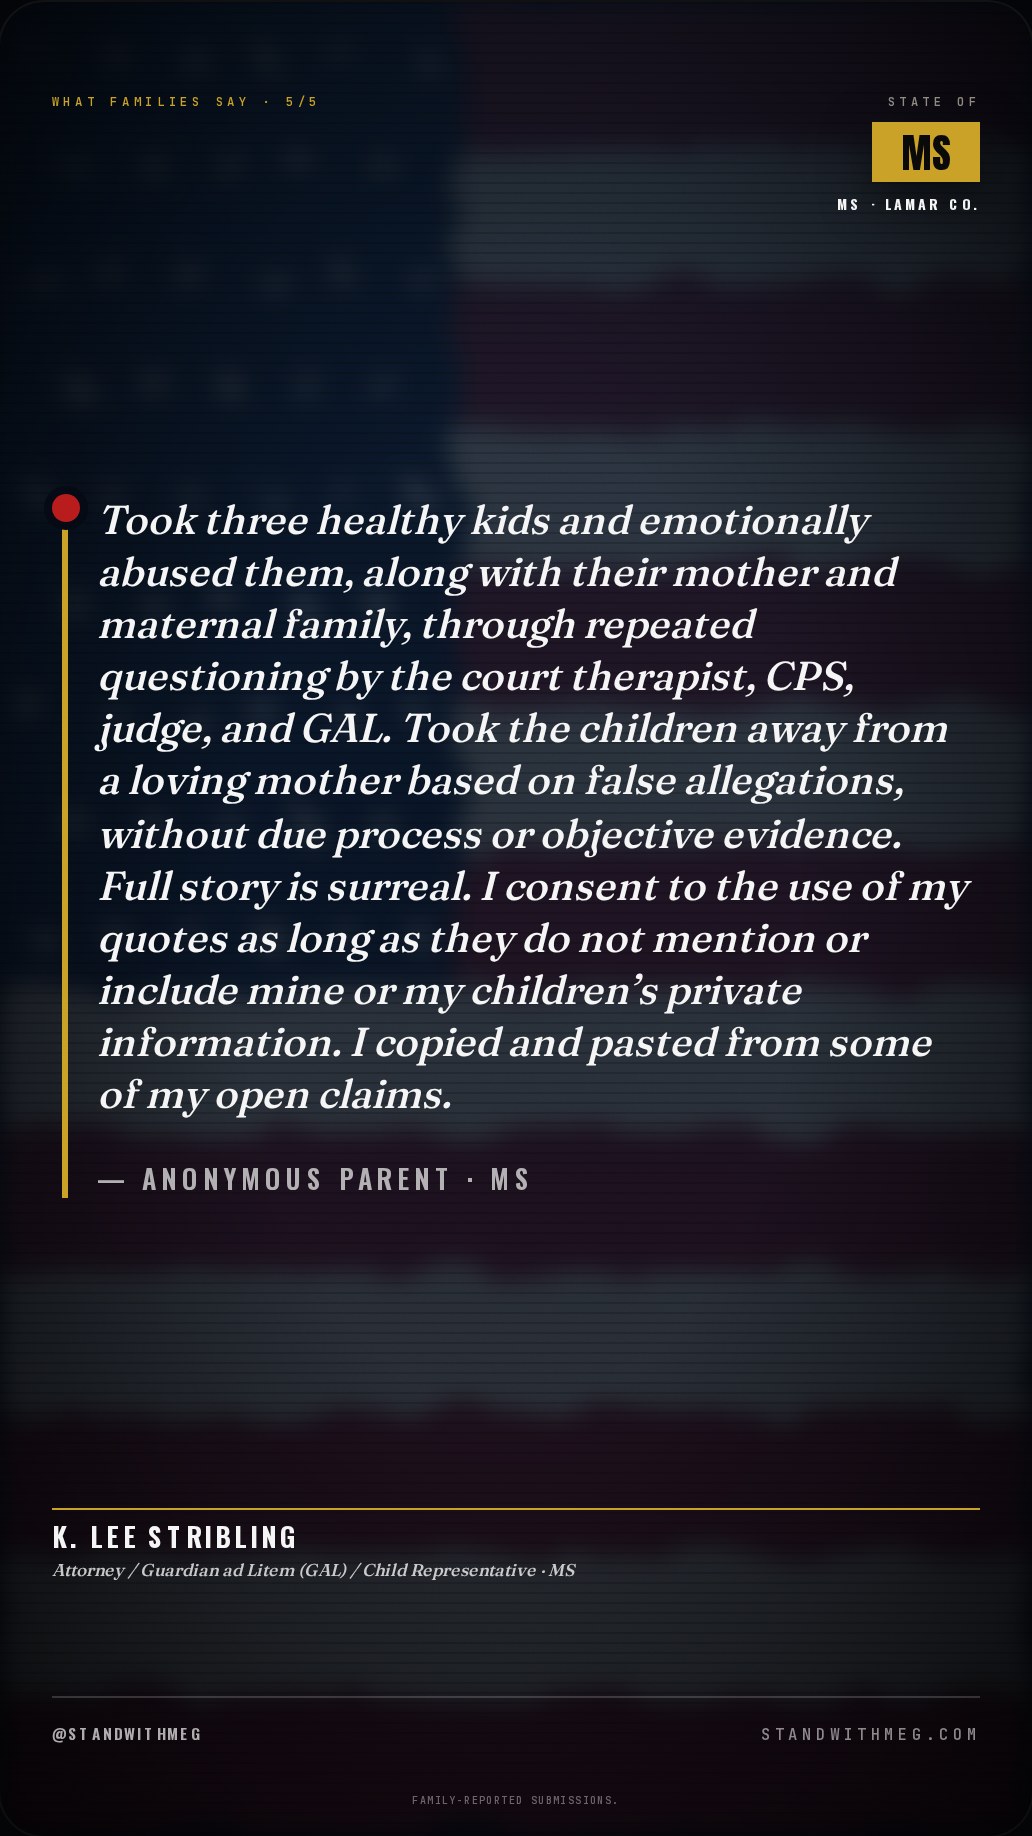 WHAT FAMILIES SAY · 5/5
STATE OF
MS
MS · LAMAR CO.
Took three healthy kids and emotionally
abused them, along with their mother and
maternal family, through repeated
questioning by the court therapist, CPS,
judge, and GAL. Took the children away from
a loving mother based on false allegations,
without due process or objective evidence.
Full story is surreal. I consent to the use of my
quotes as long as they do not mention or
include mine or my children’s private
information. I copied and pasted from some
of my open claims.
— ANONYMOUS PARENT · MS
K. LEE STRIBLING
Attorney / Guardian ad Litem (GAL) / Child Representative · MS
@STANDWITHMEG
STANDWITHMEG.COM
FAMILY-REPORTED SUBMISSIONS.